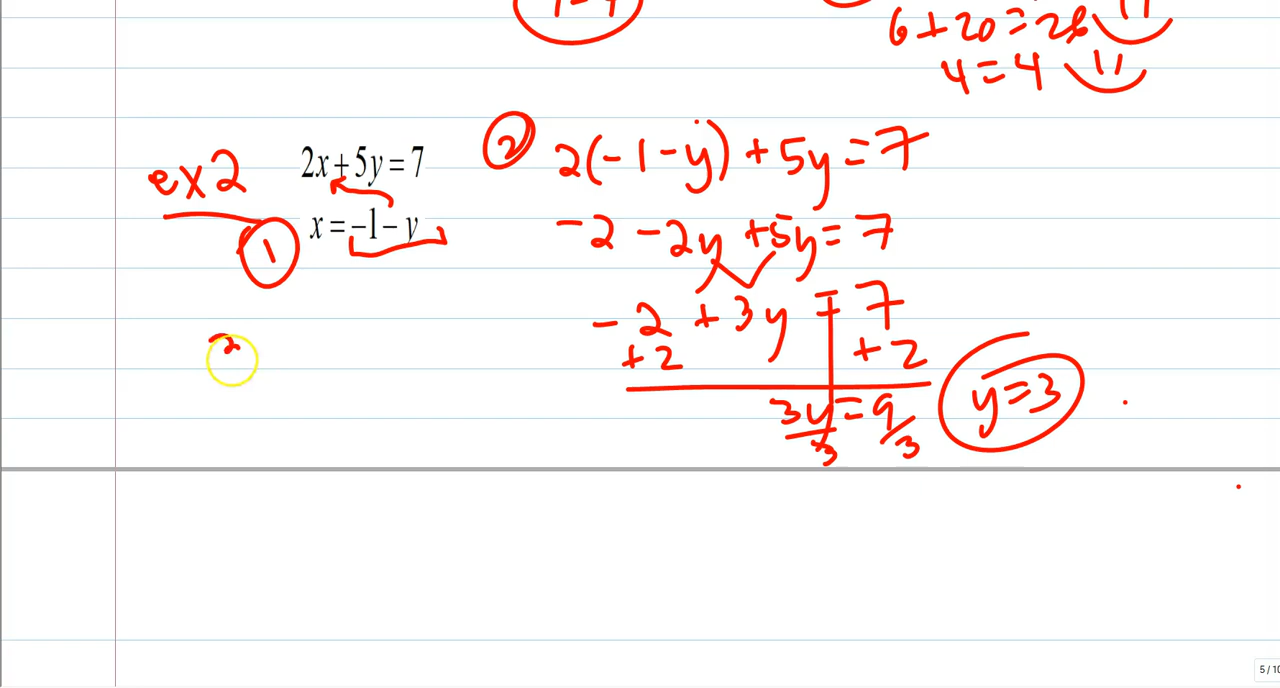 6 + 20 = 26
4 = 4
ex 2
2x + 5y = 7
① x = -1 - y
② 2(-1 - y) + 5y = 7
-2 - 2y + 5y = 7
-2 + 3y = 7
+2 +2
3y = 9
3 3
y = 3
5 / 10